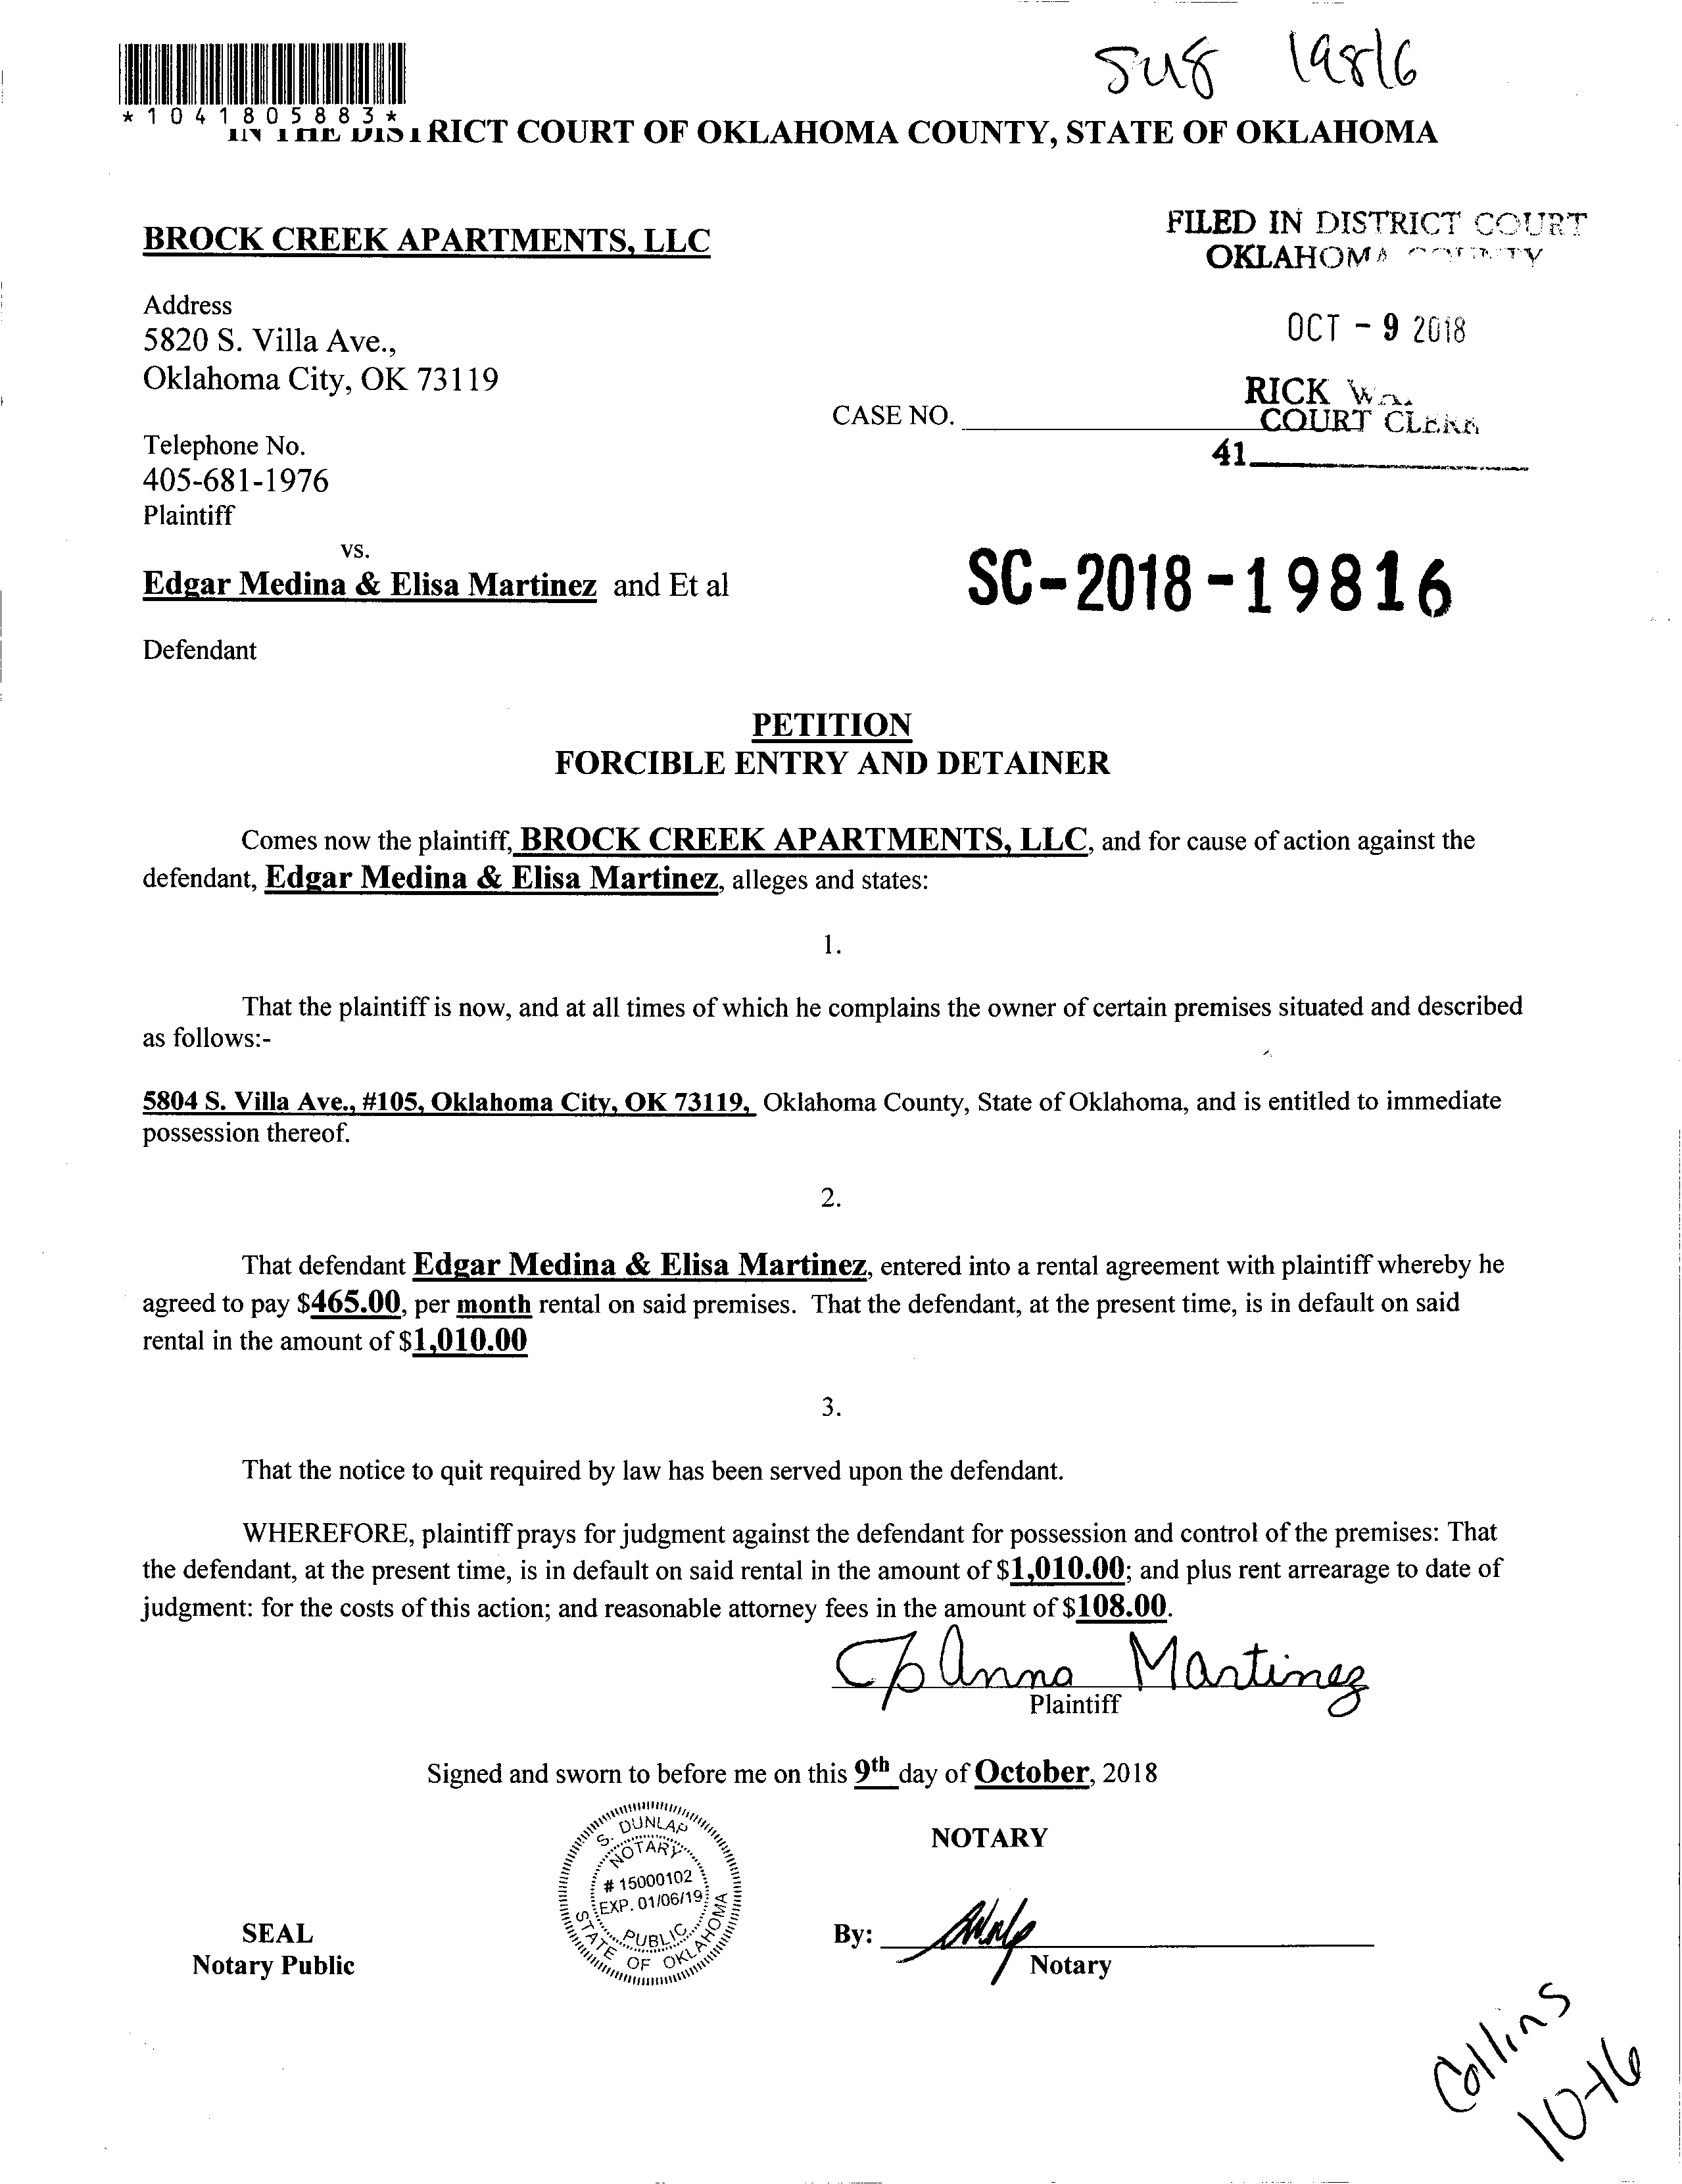 SUG 19816
*1041805883*
IN THE DISTRICT COURT OF OKLAHOMA COUNTY, STATE OF OKLAHOMA
BROCK CREEK APARTMENTS, LLC
FILED IN DISTRICT COURT
OKLAHOMA COUNTY
Address
5820 S. Villa Ave.,
OCT - 9 2018
Oklahoma City, OK 73119
RICK
CASE NO.
COURT CLERK
Telephone No.
41
405-681-1976
Plaintiff
vs.
Edgar Medina & Elisa Martinez and Et al
SC-2018-19816
Defendant
PETITION
FORCIBLE ENTRY AND DETAINER
Comes now the plaintiff, BROCK CREEK APARTMENTS, LLC, and for cause of action against the
defendant, Edgar Medina & Elisa Martinez, alleges and states:
1.
That the plaintiff is now, and at all times of which he complains the owner of certain premises situated and described
as follows:-
5804 S. Villa Ave., #105, Oklahoma City, OK 73119, Oklahoma County, State of Oklahoma, and is entitled to immediate
possession thereof.
2.
That defendant Edgar Medina & Elisa Martinez, entered into a rental agreement with plaintiff whereby he
agreed to pay $465.00, per month rental on said premises. That the defendant, at the present time, is in default on said
rental in the amount of $1,010.00
3.
That the notice to quit required by law has been served upon the defendant.
WHEREFORE, plaintiff prays for judgment against the defendant for possession and control of the premises: That
the defendant, at the present time, is in default on said rental in the amount of $1,010.00; and plus rent arrearage to date of
judgment: for the costs of this action; and reasonable attorney fees in the amount of $108.00.
Anna Martinez
Plaintiff
Signed and sworn to before me on this 9th day of October, 2018
S. DUNLAP
NOTARY
# 15000102
EXP. 01/06/19
PUBLIC
STATE OF OKLAHOMA
NOTARY
SEAL
By:
Notary Public
Notary
Collins
10-16